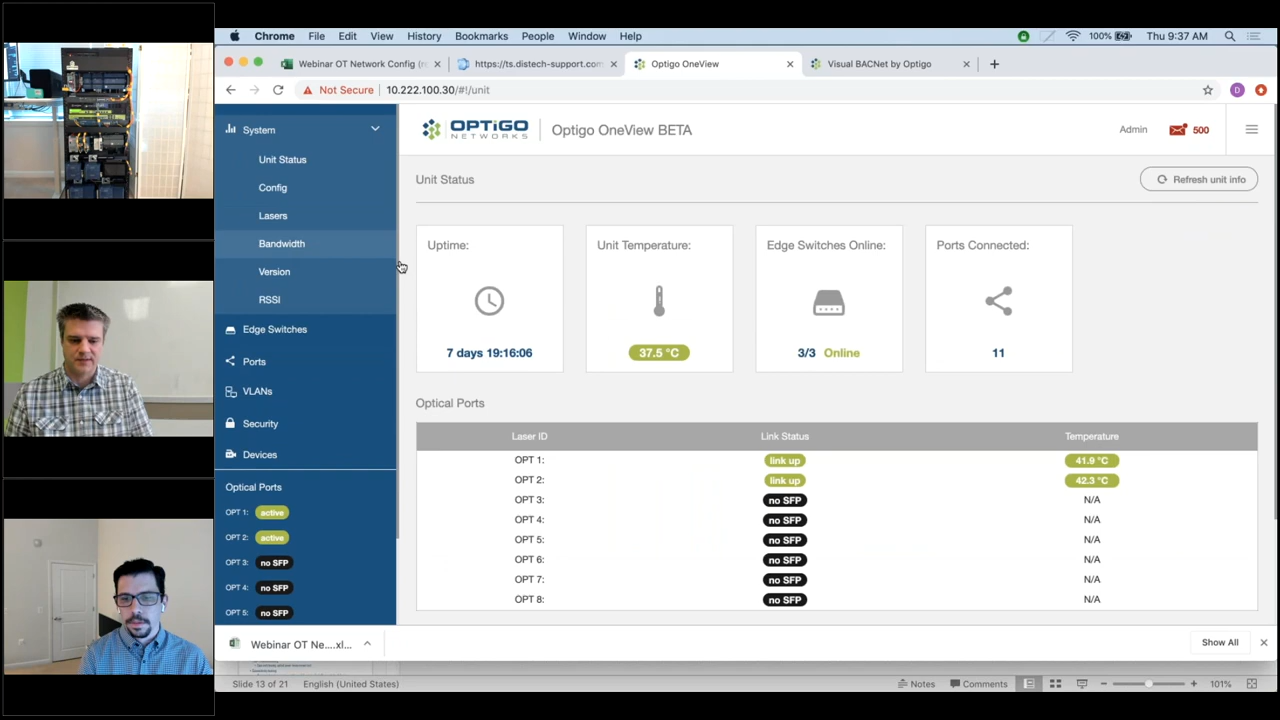 Chrome File Edit View History Bookmarks People Window Help 100% Thu 9:37 AM
Webinar OT Network Config (r × https://ts.distech-support.com × Optigo OneView × Visual BACNet by Optigo × +
Not Secure 10.222.100.30/#!/unit D
System
Unit Status
Config
Lasers
Bandwidth
Version
RSSI
Edge Switches
Ports
VLANs
Security
Devices
Optical Ports
OPT 1: active
OPT 2: active
OPT 3: no SFP
OPT 4: no SFP
OPT 5: no SFP
OPTIGO NETWORKS Optigo OneView BETA Admin 500
Unit Status Refresh unit info
Uptime: Unit Temperature: Edge Switches Online: Ports Connected:
7 days 19:16:06 37.5 °C 3/3 Online 11
Optical Ports
Laser ID Link Status Temperature
OPT 1: link up 41.9 °C
OPT 2: link up 42.3 °C
OPT 3: no SFP N/A
OPT 4: no SFP N/A
OPT 5: no SFP N/A
OPT 6: no SFP N/A
OPT 7: no SFP N/A
OPT 8: no SFP N/A
Webinar OT Ne....xl... Show All ×
Slide 13 of 21 English (United States) Notes Comments 101%